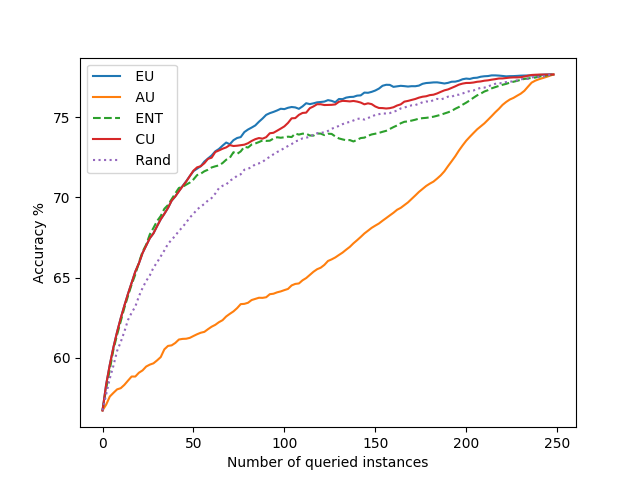 EU
AU
ENT
CU
Rand
Accuracy %
75
70
65
60
0 50 100 150 200 250
Number of queried instances